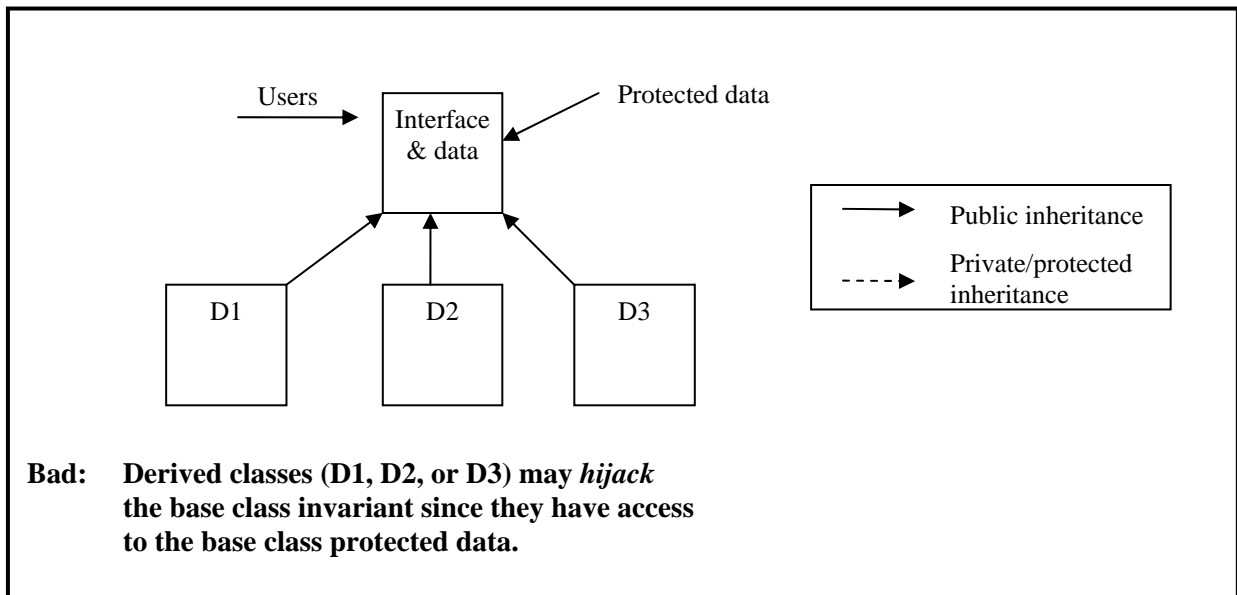 Users
Protected data
Interface
& data
Public inheritance
Private/protected
inheritance
D1
D2
D3
Bad: Derived classes (D1, D2, or D3) may hijack
the base class invariant since they have access
to the base class protected data.